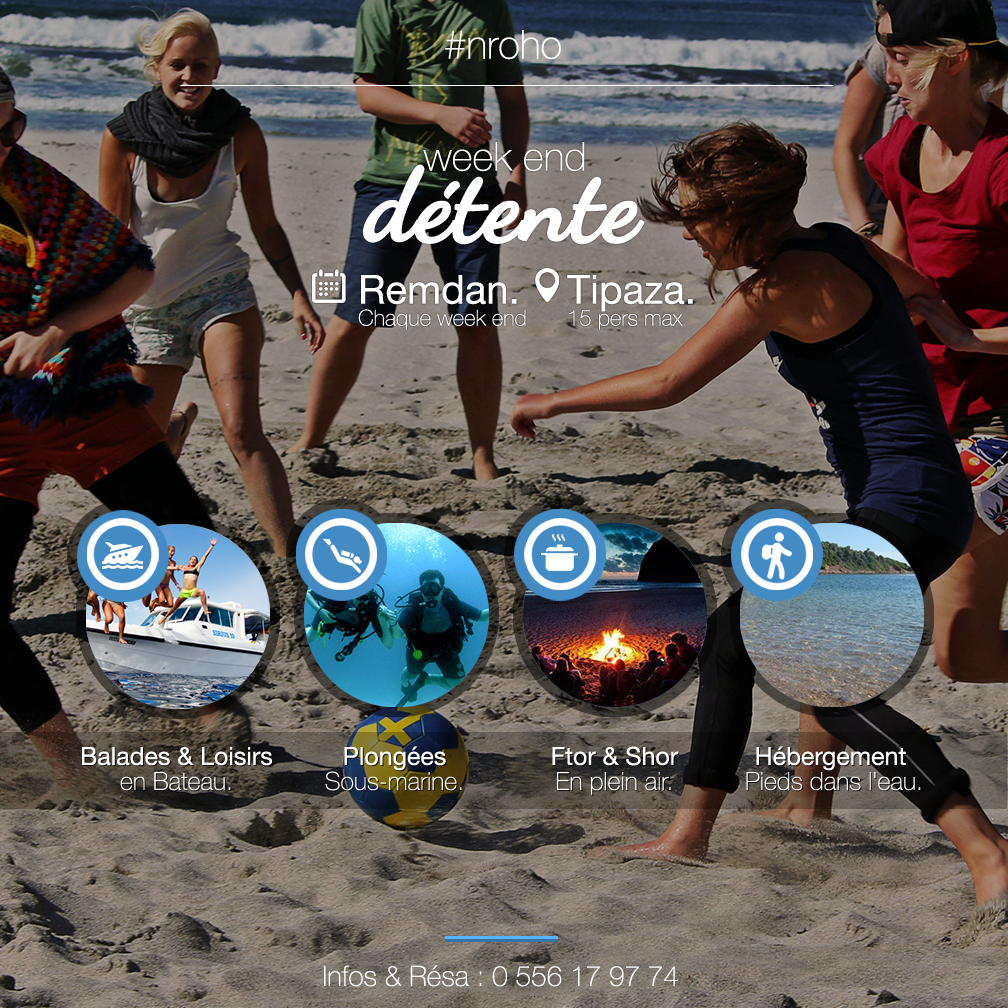 #nroho
week end
détente
Remdan. Tipaza.
Chaque week end 15 pers max
Balades & Loisirs
en Bateau.
Plongées
Sous-marine.
Ftor & Shor
En plein air.
Hébergement
Pieds dans l'eau.
Infos & Résa : 0 556 17 97 74